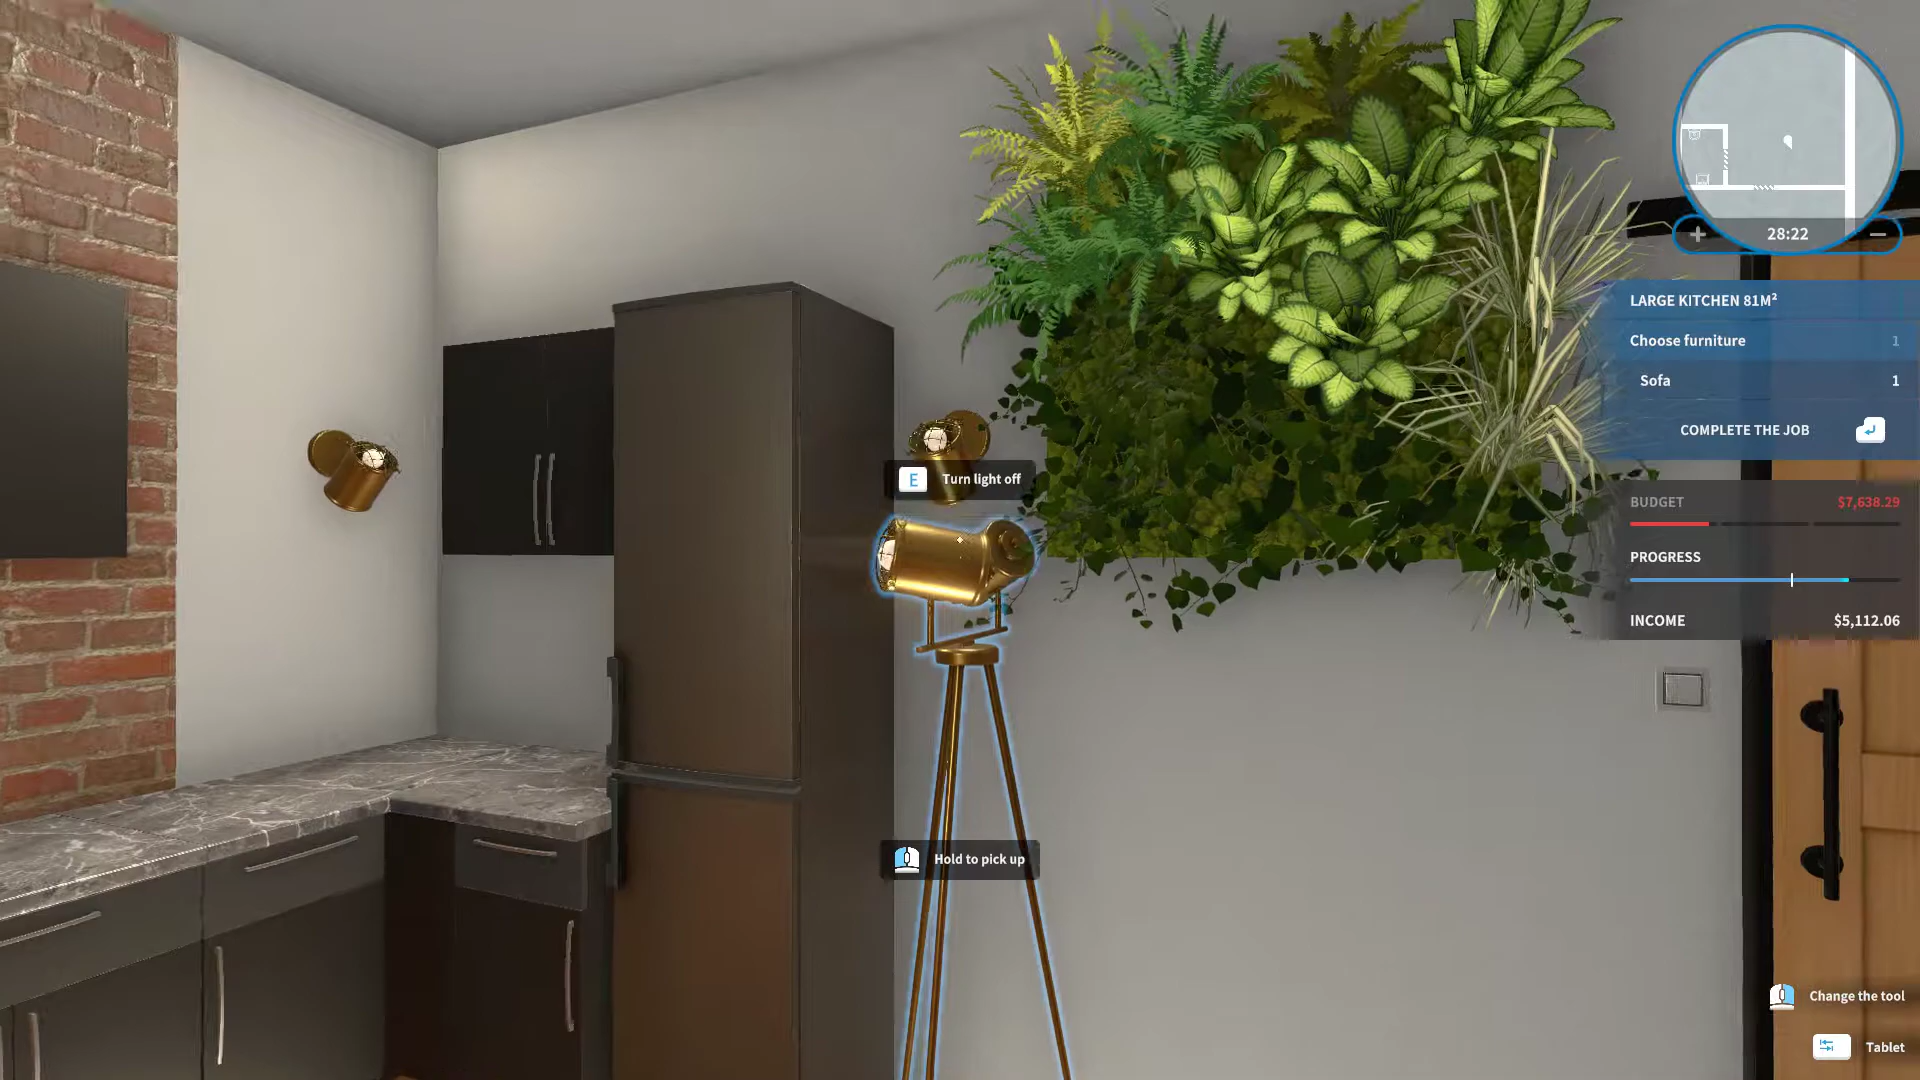 28:22
LARGE KITCHEN 81M²
Choose furniture 1
Sofa 1
COMPLETE THE JOB
E Turn light off
BUDGET $7,638.29
PROGRESS
INCOME $5,112.06
Hold to pick up
Change the tool
Tablet